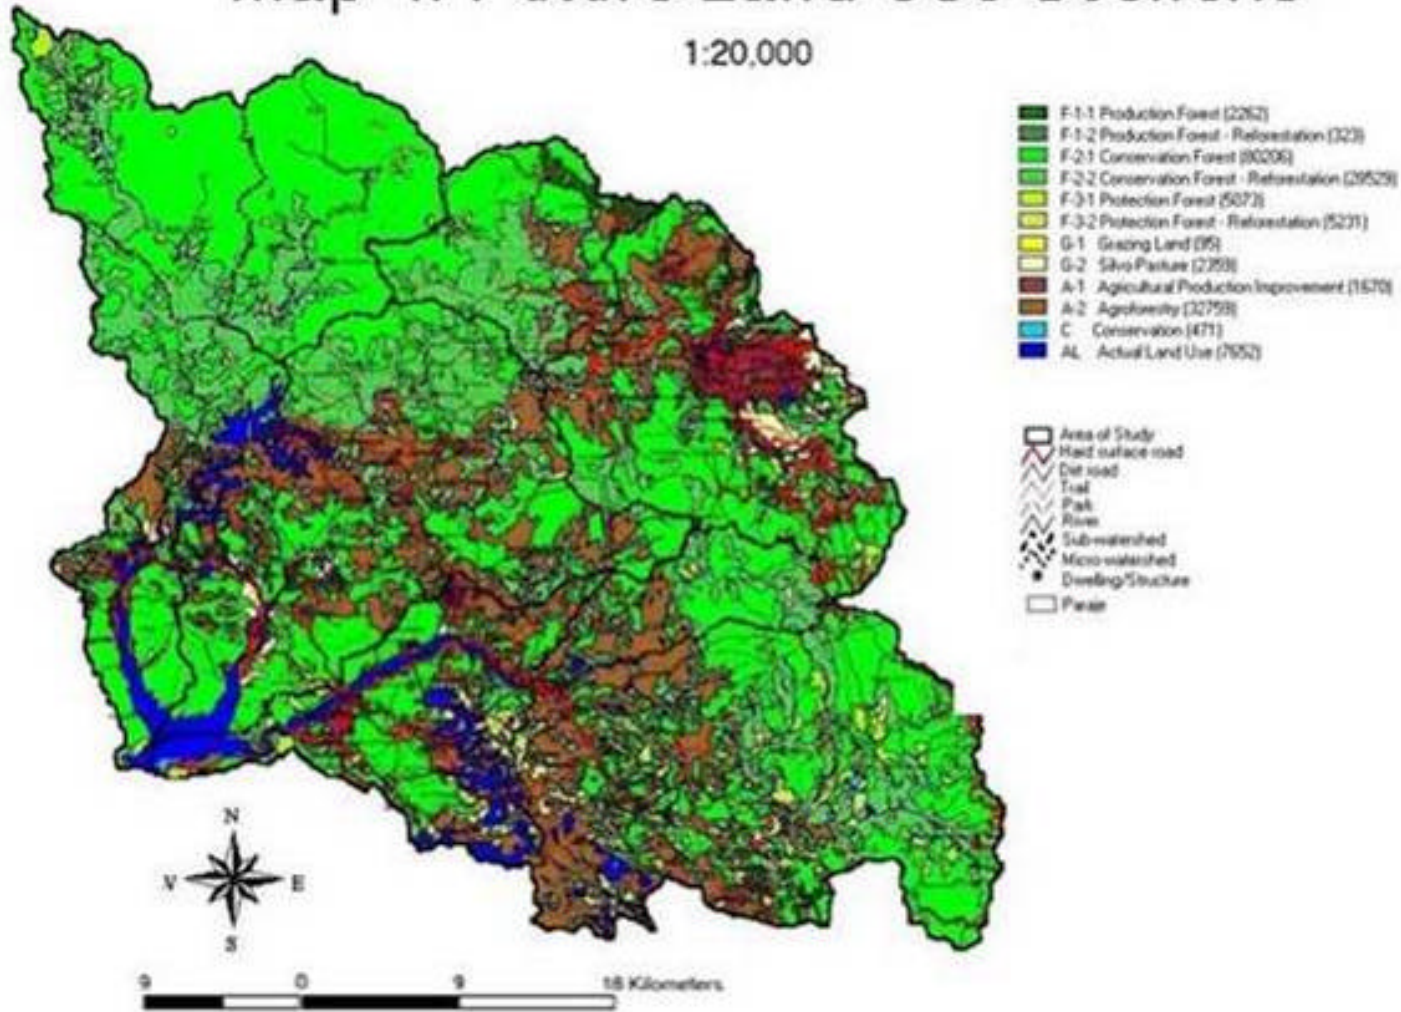 1:20,000
F-1-1 Production Forest (2262)
F-1-2 Production Forest - Reforestation (323)
F-2-1 Conservation Forest (80206)
F-2-2 Conservation Forest - Reforestation (29529)
F-3-1 Protection Forest (5073)
F-3-2 Protection Forest - Reforestation (5231)
G-1 Grazing Land (95)
G-2 Silvo Pasture (2359)
A-1 Agricultural Production Improvement (1670)
A-2 Agroforestry (32759)
C Conservation (471)
AL Actual Land Use (7652)
Area of Study
Hard surface road
Dirt road
Trail
Park
River
Sub-watershed
Micro-watershed
Dwelling/Structure
Paraje
N
V E
S
9 0 9 18 Kilometers